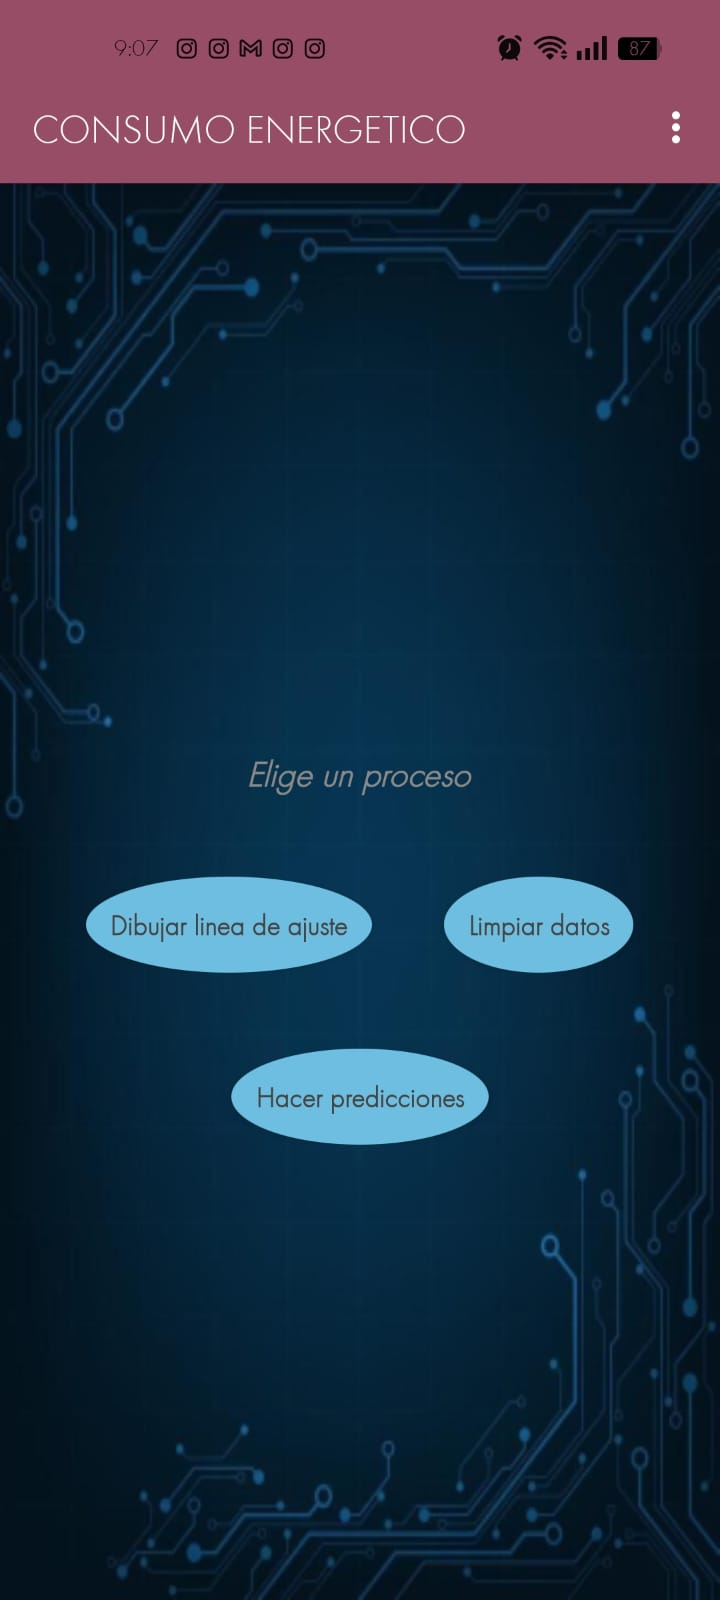 9:07
87
CONSUMO ENERGETICO
Elige un proceso
Dibujar linea de ajuste
Limpiar datos
Hacer predicciones